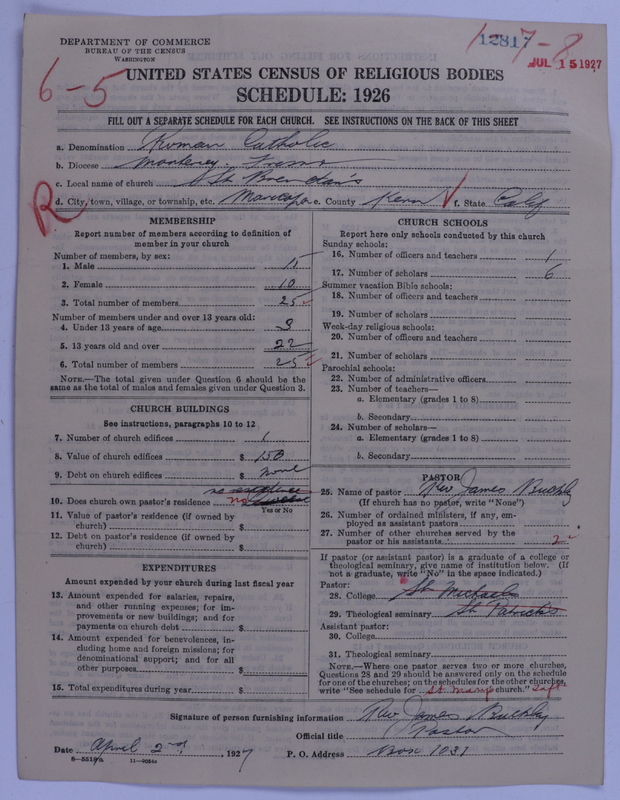 DEPARTMENT OF COMMERCE
BUREAU OF THE CENSUS
WASHINGTON
12817
1-7-8
JUL 15 1927
6-5
UNITED STATES CENSUS OF RELIGIOUS BODIES
SCHEDULE: 1926
FILL OUT A SEPARATE SCHEDULE FOR EACH CHURCH. SEE INSTRUCTIONS ON THE BACK OF THIS SHEET
a. Denomination Roman Catholic
b. Diocese Monterey-Fresno
c. Local name of church St Brendan's
R
d. City, town, village, or township, etc. Maricopa e. County Kern f. State Calif
MEMBERSHIP
Report number of members according to definition of
member in your church
Number of members, by sex:
1. Male 15
2. Female 10
3. Total number of members 25
Number of members under and over 13 years old:
4. Under 13 years of age 3
5. 13 years old and over 22
6. Total number of members 25
NOTE.—The total given under Question 6 should be the
same as the total of males and females given under Question 3.
CHURCH BUILDINGS
See instructions, paragraphs 10 to 12
7. Number of church edifices 1
8. Value of church edifices $ 150
9. Debt on church edifices $ none
no residence
10. Does church own pastor's residence no
Yes or No
11. Value of pastor's residence (if owned by
church) $
12. Debt on pastor's residence (if owned by
church) $
EXPENDITURES
Amount expended by your church during last fiscal year
13. Amount expended for salaries, repairs,
and other running expenses; for im-
provements or new buildings; and for
payments on church debt $
14. Amount expended for benevolences, in-
cluding home and foreign missions; for
denominational support; and for all
other purposes $
15. Total expenditures during year $
CHURCH SCHOOLS
Report here only schools conducted by this church
Sunday schools:
16. Number of officers and teachers 1
17. Number of scholars 6
Summer vacation Bible schools:
18. Number of officers and teachers
19. Number of scholars
Week-day religious schools:
20. Number of officers and teachers
21. Number of scholars
Parochial schools:
22. Number of administrative officers
23. Number of teachers—
a. Elementary (grades 1 to 8)
b. Secondary
24. Number of scholars—
a. Elementary (grades 1 to 8)
b. Secondary
PASTOR
25. Name of pastor Rev James Buckley
(If church has no pastor, write "None")
26. Number of ordained ministers, if any, em-
ployed as assistant pastors
27. Number of other churches served by the
pastor or his assistants 2
If pastor (or assistant pastor) is a graduate of a college or
theological seminary, give name of institution below. (If
not a graduate, write "No" in the space indicated.)
Pastor:
28. College St Michaels
29. Theological seminary St Patricks
Assistant pastor:
30. College
31. Theological seminary
NOTE.—Where one pastor serves two or more churches,
Questions 28 and 29 should be answered only on the schedule
for one of the churches; on the schedules for the other churches,
write "See schedule for St. Mary's church." Taft
Signature of person furnishing information Rev James Buckley
Official title Pastor
Date April 2nd, 1927 P. O. Address Box 1031
8-5518a 11-9084a